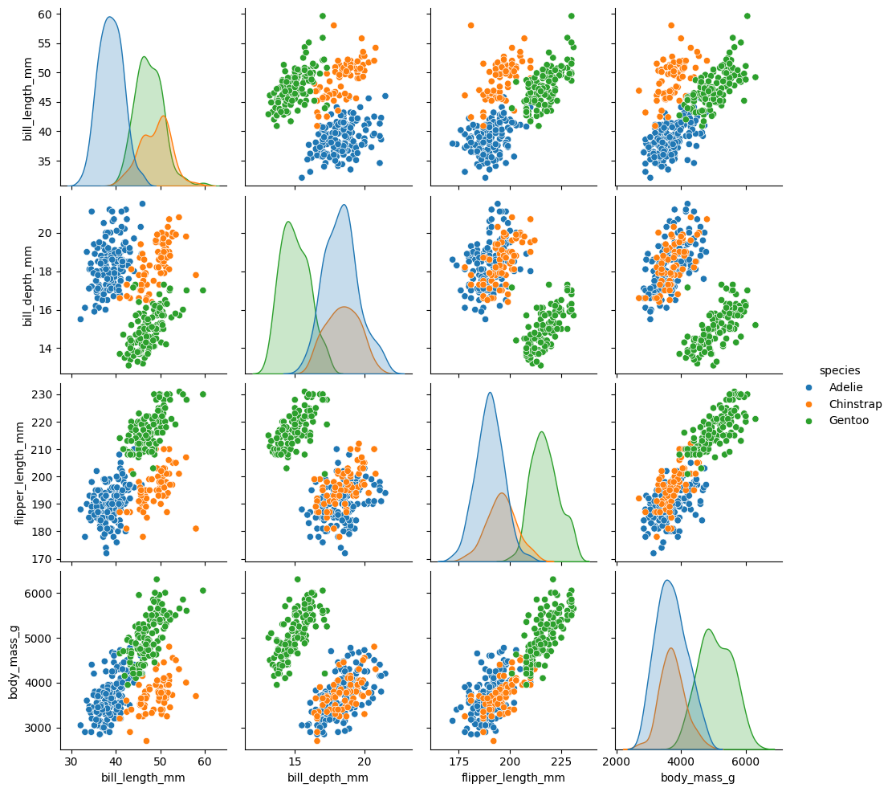 bill_length_mm
60
55
50
45
40
35
bill_depth_mm
20
18
16
14
flipper_length_mm
230
220
210
200
190
180
170
species
Adelie
Chinstrap
Gentoo
body_mass_g
6000
5000
4000
3000
30 40 50 60
15 20
175 200 225
2000 4000 6000
bill_length_mm
bill_depth_mm
flipper_length_mm
body_mass_g